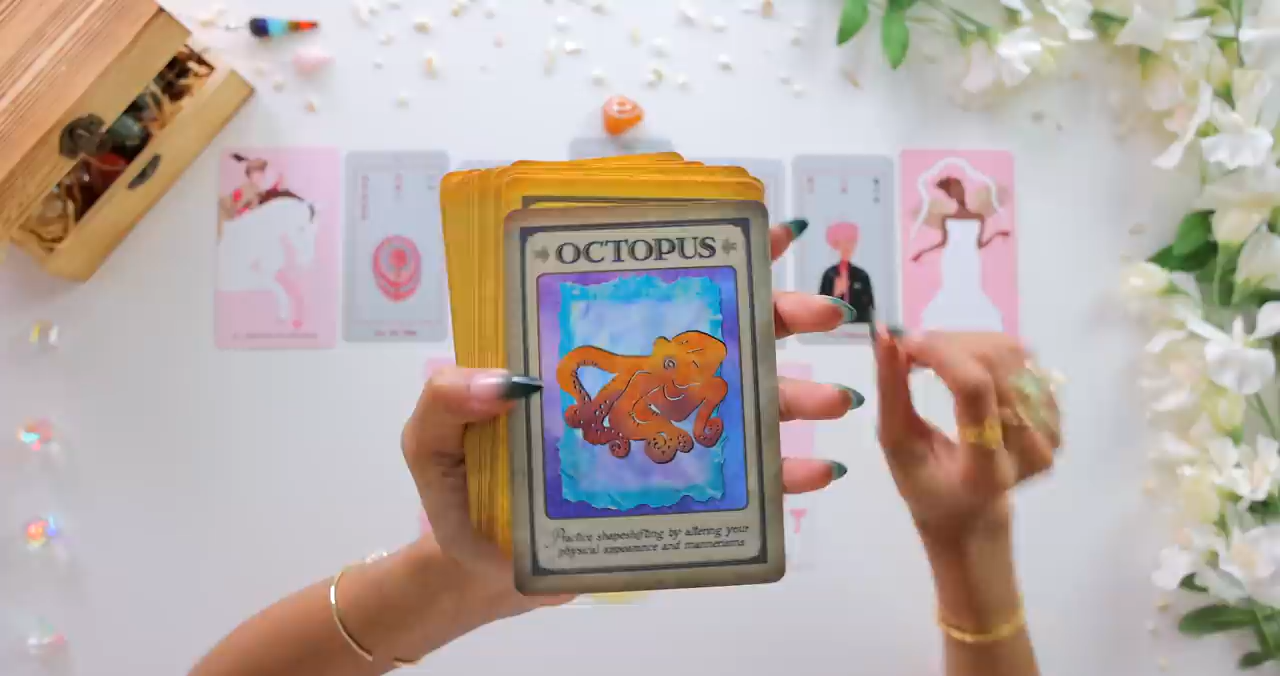 OCTOPUS
Practice shapeshifting by altering your
physical appearance and mannerisms